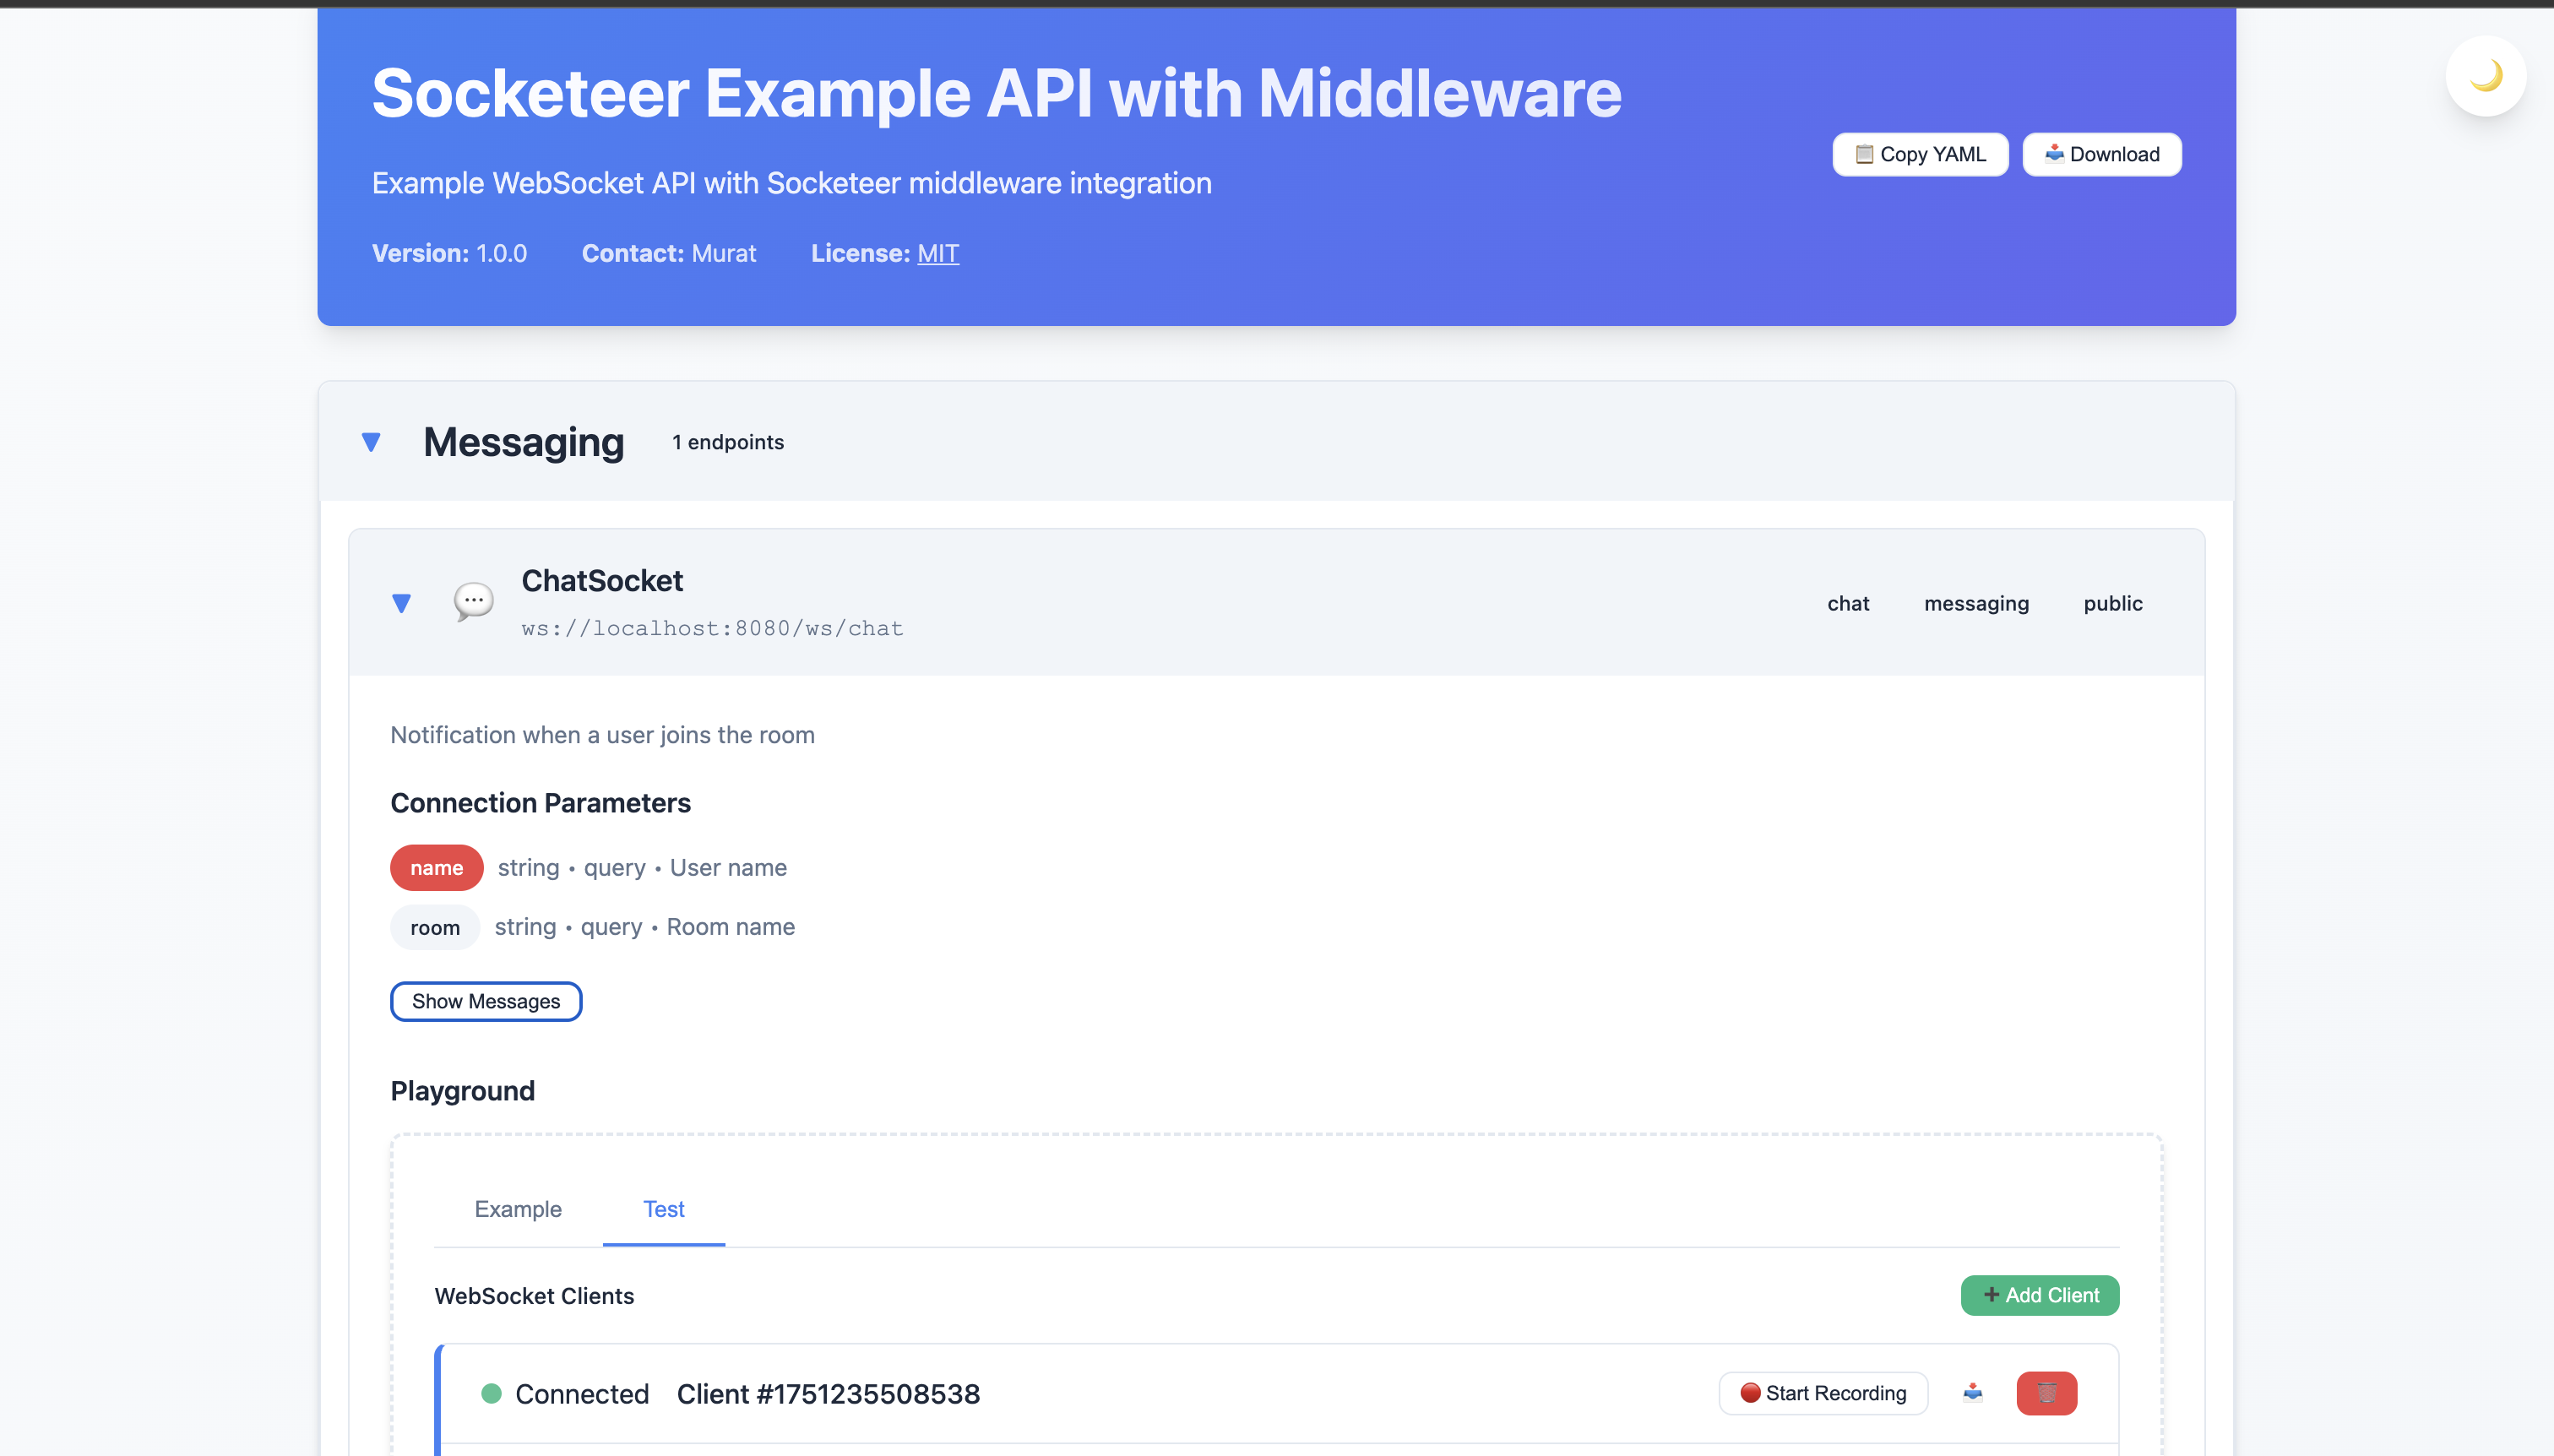 Socketeer Example API with Middleware
Copy YAML
Download
Example WebSocket API with Socketeer middleware integration
Version: 1.0.0 Contact: Murat License: MIT
Messaging 1 endpoints
ChatSocket
ws://localhost:8080/ws/chat
chat messaging public
Notification when a user joins the room
Connection Parameters
name string • query • User name
room string • query • Room name
Show Messages
Playground
Example Test
WebSocket Clients
Add Client
Connected Client #1751235508538
Start Recording